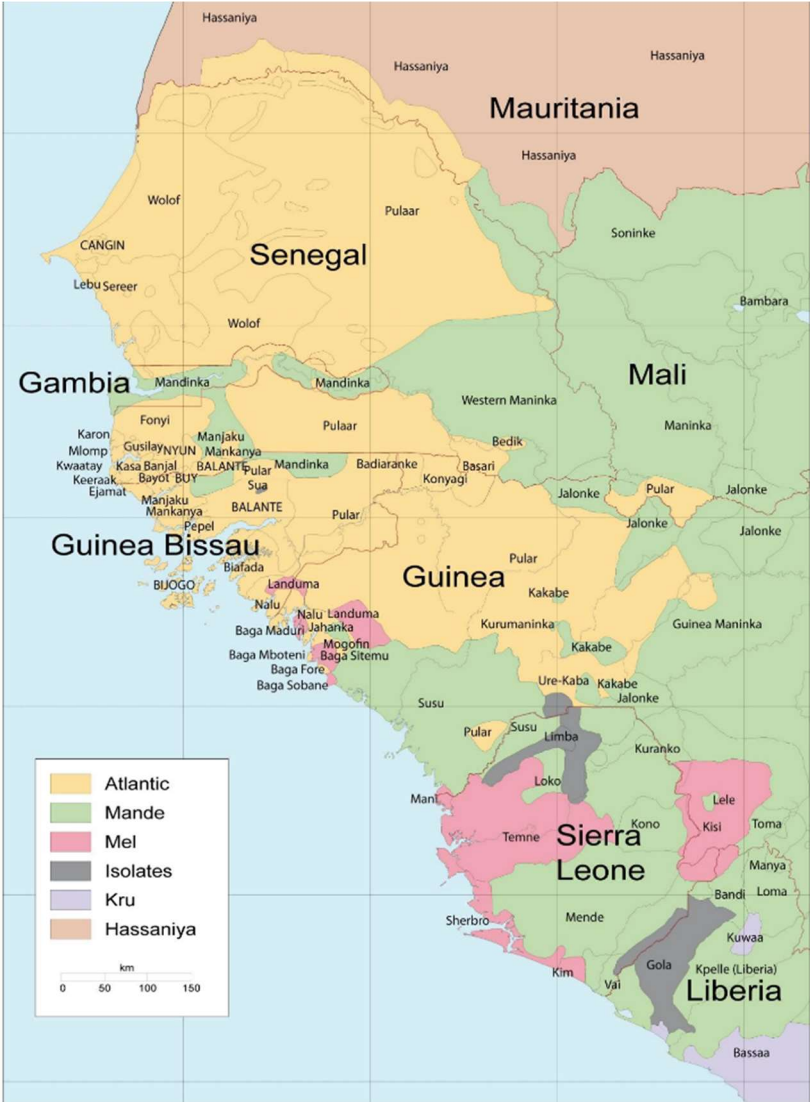 Hassaniya
Hassaniya
Hassaniya
Mauritania
Hassaniya
Wolof
Pulaar
Soninke
CANGIN
Senegal
Lebu Sereer
Bambara
Wolof
Gambia
Mandinka
Mandinka
Mali
Western Maninka
Maninka
Fonyi
Pulaar
Karon
Gusilay
NYUN
Manjaku
Mankanya
Bedik
Mlomp
Kwaatay
Kasa
Banjal
BALANTE
Pular
Mandinka
Badiaranke
Basari
Keeraak
Bayot
BUY
Sua
Konyagi
Ejamat
Manjaku
Mankanya
BALANTE
Pular
Jalonke
Pular
Jalonke
Pepel
Jalonke
Jalonke
Guinea Bissau
Biafada
Pular
BIJOGO
Landuma
Guinea
Kakabe
Nalu
Nalu
Landuma
Baga Maduri
Jahanka
Kurumaninka
Guinea Maninka
Mogofin
Kakabe
Baga Mboteni
Baga Sitemu
Baga Fore
Baga Sobane
Ure-Kaba
Kakabe
Jalonke
Susu
Pular
Susu
Limba
Kuranko
Loko
Mani
Lele
Temne
Sierra
Leone
Kono
Kisi
Toma
Manya
Bandi
Loma
Sherbro
Mende
Kuwaa
Kim
Gola
Kpelle (Liberia)
Vai
Liberia
Bassaa
Atlantic
Mande
Mel
Isolates
Kru
Hassaniya
km
0 50 100 150